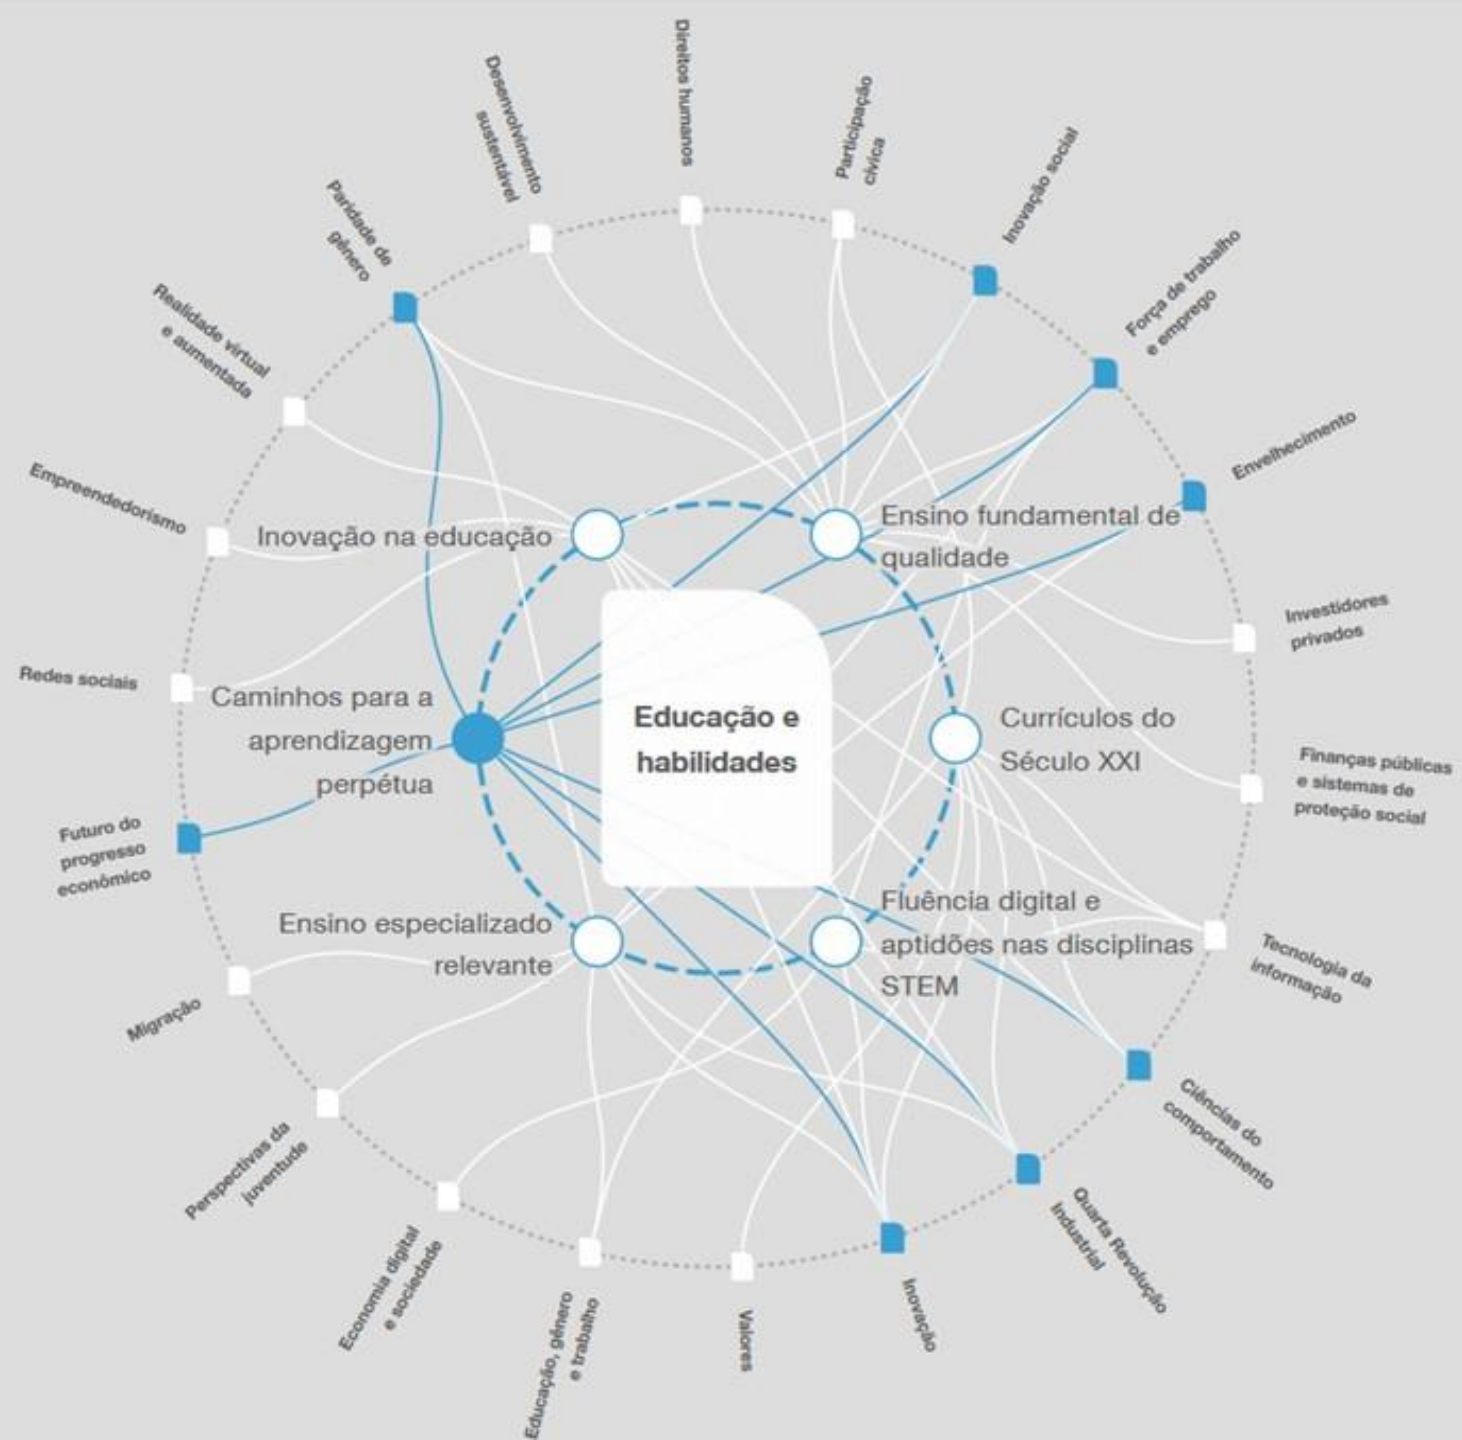 Direitos humanos
Participação
cívica
Inovação social
Força de trabalho
e emprego
Envelhecimento
Investidores
privados
Finanças públicas
e sistemas de
proteção social
Tecnologia da
informação
Ciências do
comportamento
Quarta Revolução
Industrial
Inovação
Valores
Educação, gênero
e trabalho
Economia digital
e sociedade
Perspectivas da
juventude
Migração
Futuro do
progresso
econômico
Redes sociais
Empreendedorismo
Realidade virtual
e aumentada
Paridade de
gênero
Desenvolvimento
sustentável
Inovação na educação
Ensino fundamental de
qualidade
Currículos do
Século XXI
Fluência digital e
aptidões nas disciplinas
STEM
Ensino especializado
relevante
Caminhos para a
aprendizagem
perpétua
Educação e
habilidades